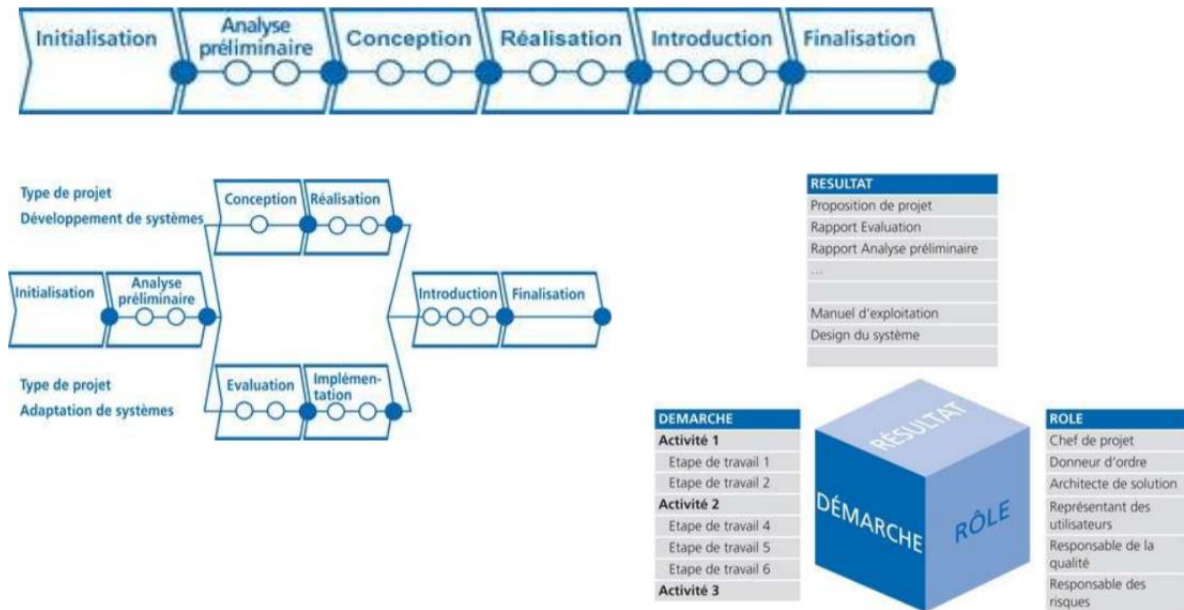 Initialisation
Analyse
préliminaire
Conception
Réalisation
Introduction
Finalisation
Type de projet
Développement de systèmes
Conception
Réalisation
Initialisation
Analyse
préliminaire
Introduction
Finalisation
Type de projet
Adaptation de systèmes
Evaluation
Implémen-
tation
RESULTAT
Proposition de projet
Rapport Evaluation
Rapport Analyse préliminaire
...
Manuel d'exploitation
Design du système
DEMARCHE
Activité 1
Etape de travail 1
Etape de travail 2
Activité 2
Etape de travail 4
Etape de travail 5
Etape de travail 6
Activité 3
RÉSULTAT
DÉMARCHE
RÔLE
ROLE
Chef de projet
Donneur d'ordre
Architecte de solution
Représentant des
utilisateurs
Responsable de la
qualité
Responsable des
risques